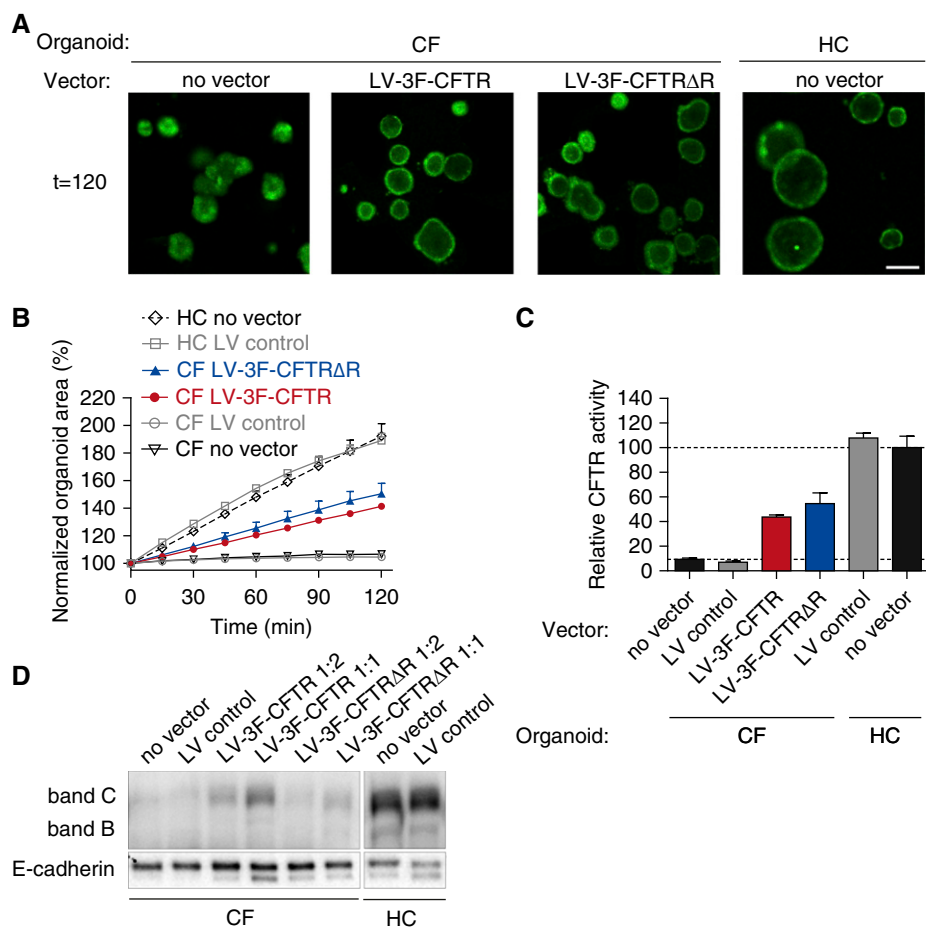 A
Organoid: CF HC
Vector: no vector LV-3F-CFTR LV-3F-CFTRΔR no vector
t=120
B
HC no vector
HC LV control
CF LV-3F-CFTRΔR
CF LV-3F-CFTR
CF LV control
CF no vector
Normalized organoid area (%)
220
200
180
160
140
120
100
0 30 60 90 120
Time (min)
C
Relative CFTR activity
140
120
100
80
60
40
20
0
Vector: no vector LV control LV-3F-CFTR LV-3F-CFTRΔR LV control no vector
Organoid: CF HC
D
no vector LV control LV-3F-CFTR 1:2 LV-3F-CFTR 1:1 LV-3F-CFTRΔR 1:2 LV-3F-CFTRΔR 1:1 no vector LV control
band C
band B
E-cadherin
CF HC